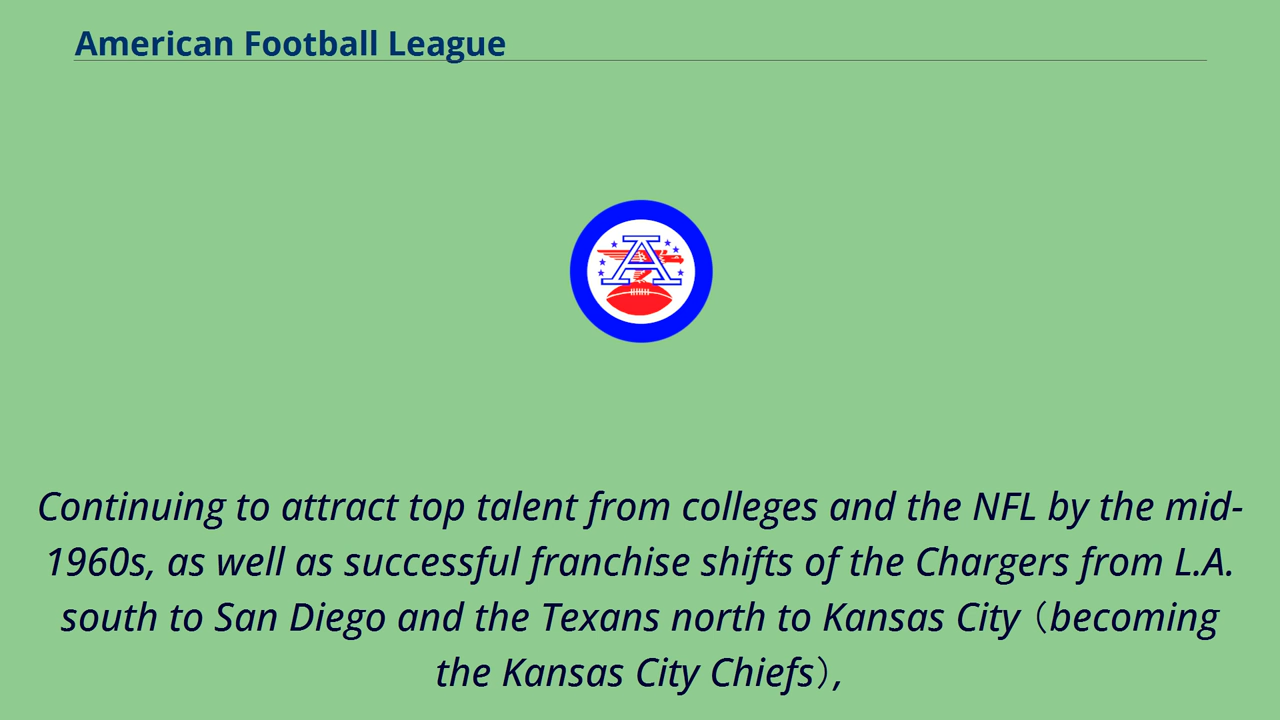 American Football League
A
Continuing to attract top talent from colleges and the NFL by the mid-
1960s, as well as successful franchise shifts of the Chargers from L.A.
south to San Diego and the Texans north to Kansas City（becoming
the Kansas City Chiefs）,